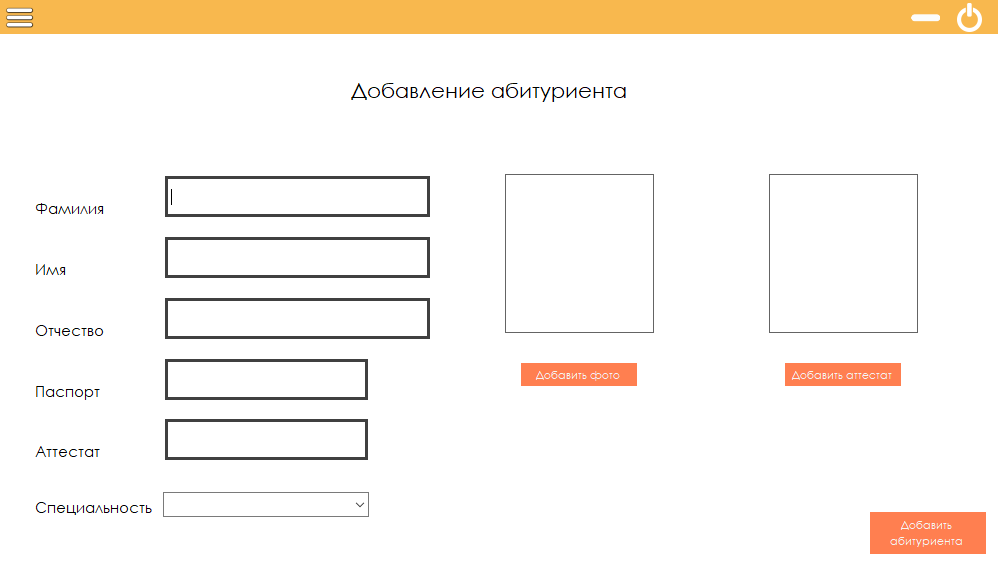 Добавление абитуриента
Фамилия
Имя
Отчество
Паспорт
Аттестат
Специальность
Добавить фото
Добавить аттестат
Добавить
абитуриента